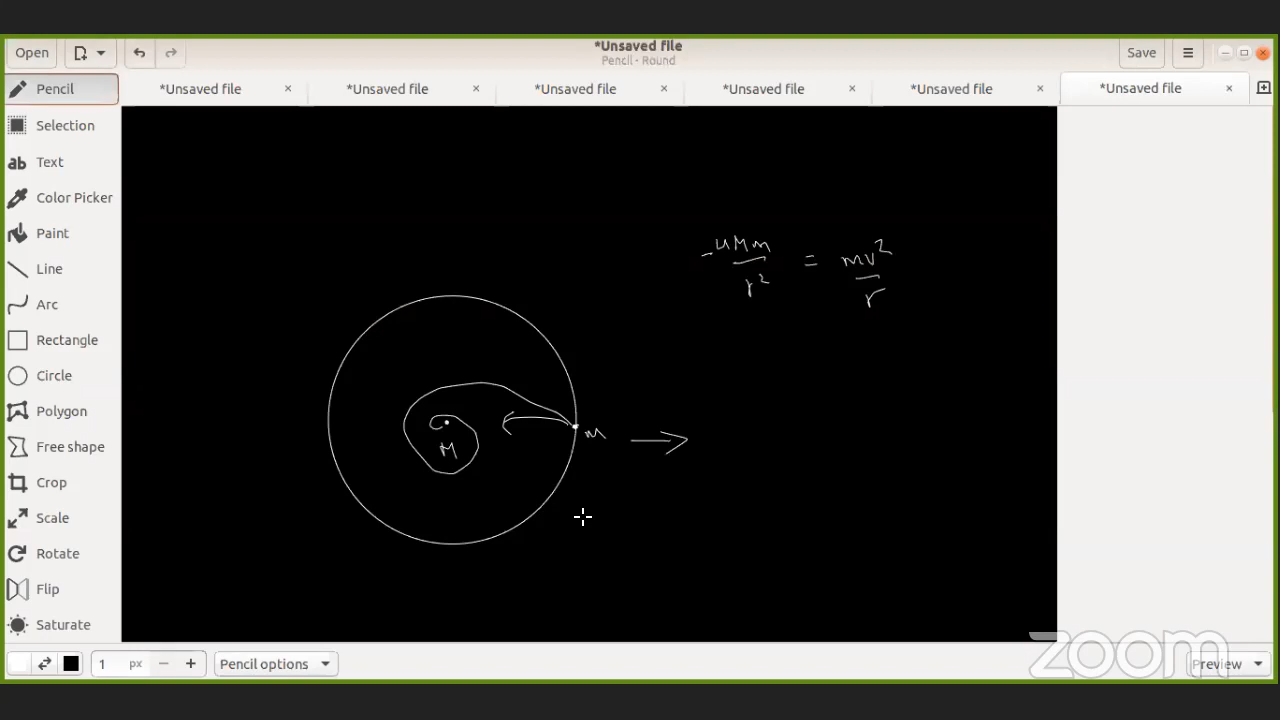 *Unsaved file
Pencil - Round
Open
Save
*Unsaved file × *Unsaved file × *Unsaved file × *Unsaved file × *Unsaved file × *Unsaved file ×
Pencil
Selection
Text
Color Picker
Paint
Line
Arc
Rectangle
Circle
Polygon
Free shape
Crop
Scale
Rotate
Flip
Saturate
Mm = mv²
r² r
M
m
1 px − +
Pencil options
Preview
zoom